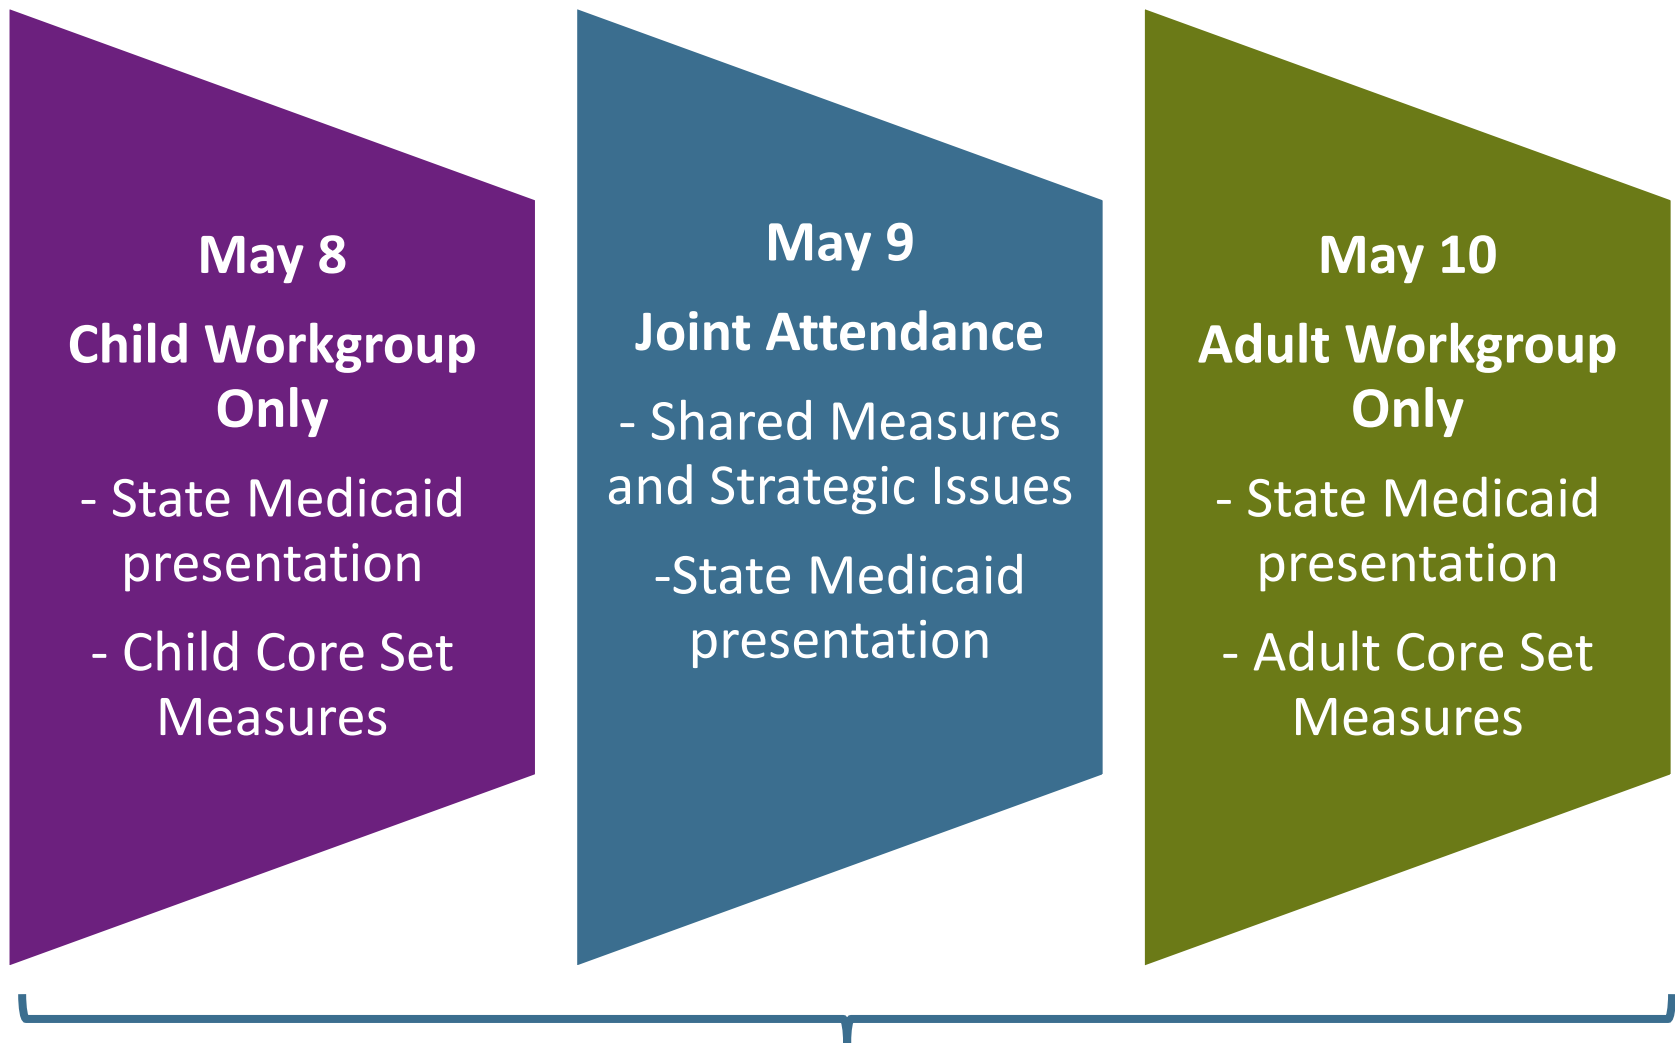 May 8
Child Workgroup
Only
- State Medicaid
presentation
- Child Core Set
Measures
May 9
Joint Attendance
- Shared Measures
and Strategic Issues
-State Medicaid
presentation
May 10
Adult Workgroup
Only
- State Medicaid
presentation
- Adult Core Set
Measures